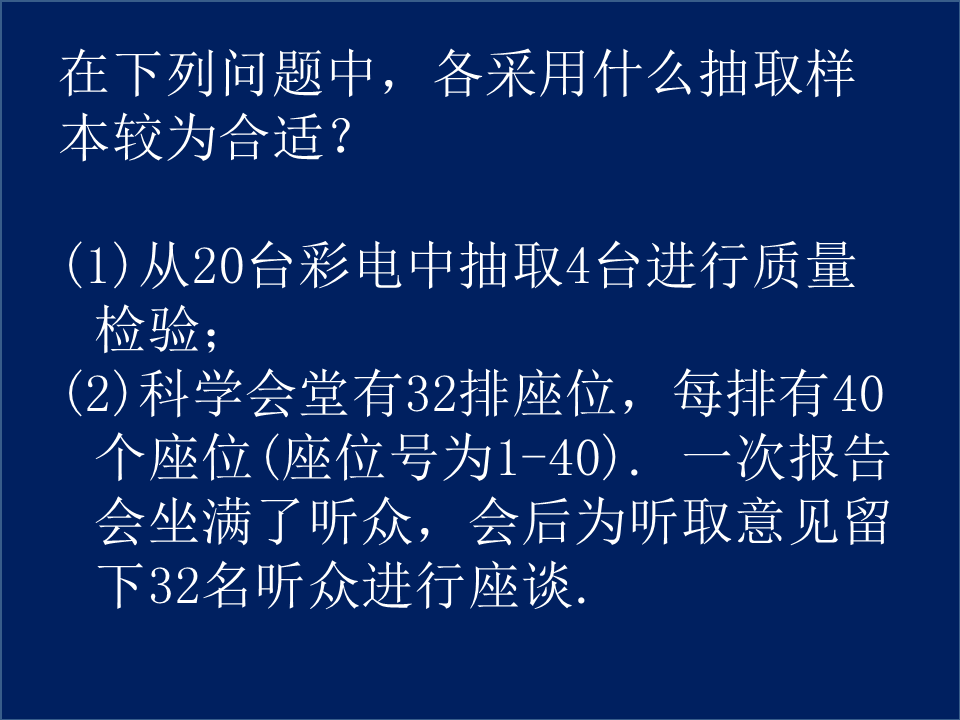 在下列问题中，各采用什么抽取样
本较为合适？
(1)从20台彩电中抽取4台进行质量
检验；
(2)科学会堂有32排座位，每排有40
个座位(座位号为1-40)． 一次报告
会坐满了听众，会后为听取意见留
下32名听众进行座谈．